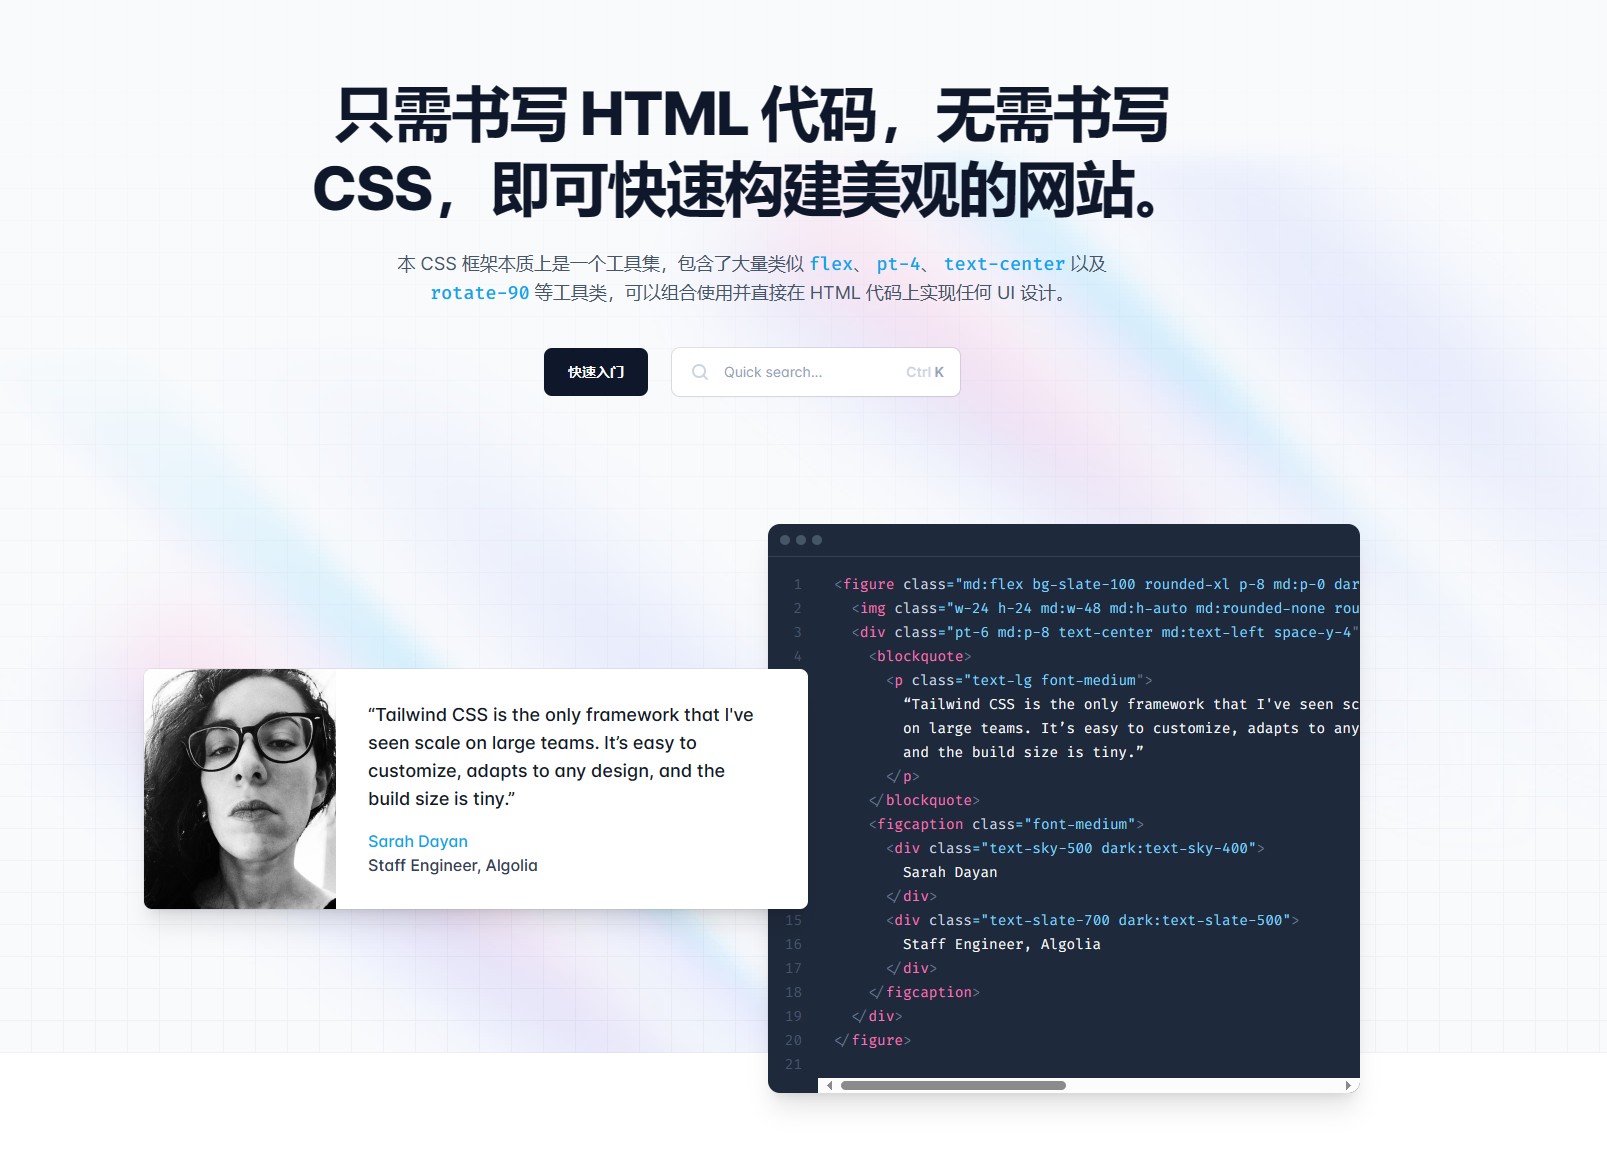 只需书写 HTML 代码，无需书写
CSS，即可快速构建美观的网站。
本 CSS 框架本质上是一个工具集，包含了大量类似 flex、 pt-4、 text-center 以及
rotate-90 等工具类，可以组合使用并直接在 HTML 代码上实现任何 UI 设计。
快速入门
Quick search...
Ctrl K
“Tailwind CSS is the only framework that I've
seen scale on large teams. It’s easy to
customize, adapts to any design, and the
build size is tiny.”
Sarah Dayan
Staff Engineer, Algolia
1 <figure class="md:flex bg-slate-100 rounded-xl p-8 md:p-0 dar
2 <img class="w-24 h-24 md:w-48 md:h-auto md:rounded-none rou
3 <div class="pt-6 md:p-8 text-center md:text-left space-y-4"
4 <blockquote>
<p class="text-lg font-medium">
“Tailwind CSS is the only framework that I've seen sc
on large teams. It’s easy to customize, adapts to any
and the build size is tiny.”
</p>
</blockquote>
<figcaption class="font-medium">
<div class="text-sky-500 dark:text-sky-400">
Sarah Dayan
</div>
15 <div class="text-slate-700 dark:text-slate-500">
16 Staff Engineer, Algolia
17 </div>
18 </figcaption>
19 </div>
20 </figure>
21